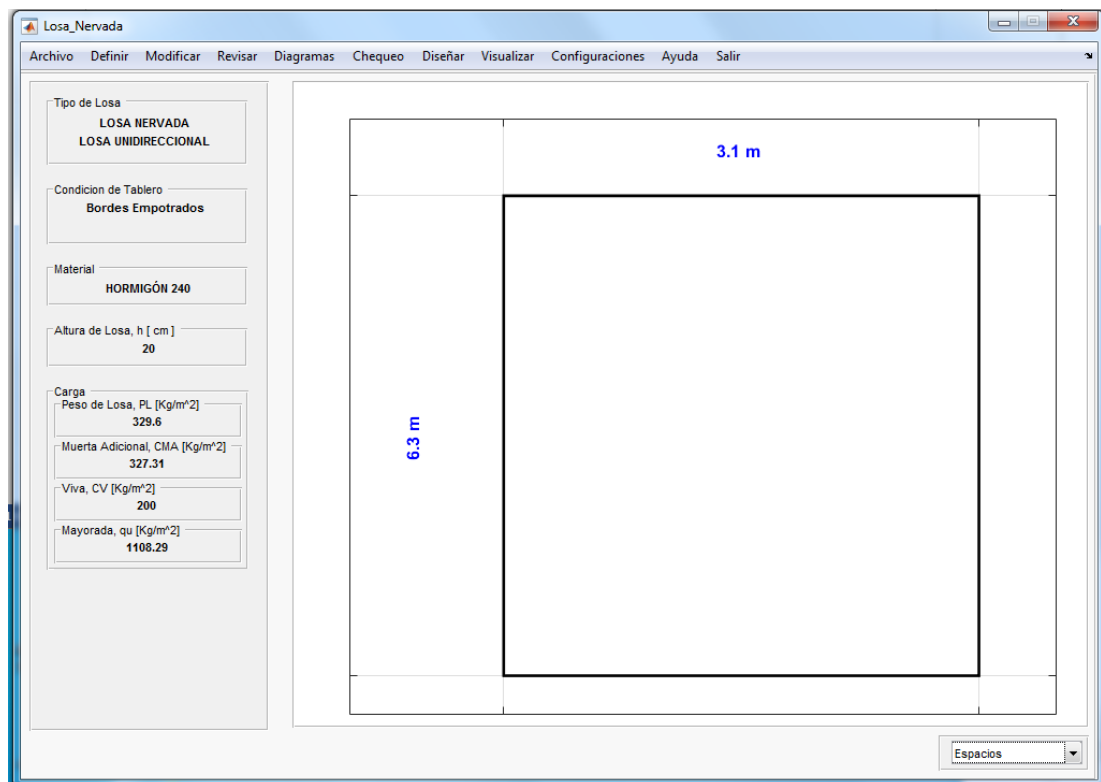 Losa_Nervada
Archivo Definir Modificar Revisar Diagramas Chequeo Diseñar Visualizar Configuraciones Ayuda Salir
Tipo de Losa
LOSA NERVADA
LOSA UNIDIRECCIONAL
Condicion de Tablero
Bordes Empotrados
Material
HORMIGÓN 240
Altura de Losa, h [ cm ]
20
Carga
Peso de Losa, PL [Kg/m^2]
329.6
Muerta Adicional, CMA [Kg/m^2]
327.31
Viva, CV [Kg/m^2]
200
Mayorada, qu [Kg/m^2]
1108.29
3.1 m
6.3 m
Espacios